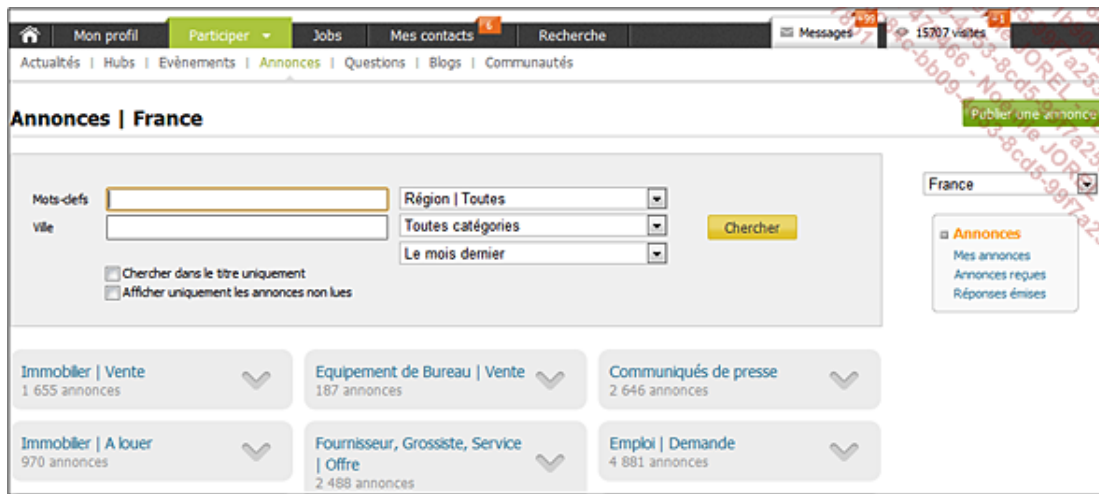 Mon profil Participer Jobs Mes contacts 6 Recherche Messages +99 15707 visites +1
Actualités | Hubs | Evènements | Annonces | Questions | Blogs | Communautés
Annonces | France
Publier une annonce
Mots-clefs
Région | Toutes
Ville
Toutes catégories
Chercher
Le mois dernier
Chercher dans le titre uniquement
Afficher uniquement les annonces non lues
France
Annonces
Mes annonces
Annonces reçues
Réponses émises
Immobilier | Vente
1 655 annonces
Equipement de Bureau | Vente
187 annonces
Communiqués de presse
2 646 annonces
Immobilier | A louer
970 annonces
Fournisseur, Grossiste, Service
| Offre
2 488 annonces
Emploi | Demande
4 881 annonces